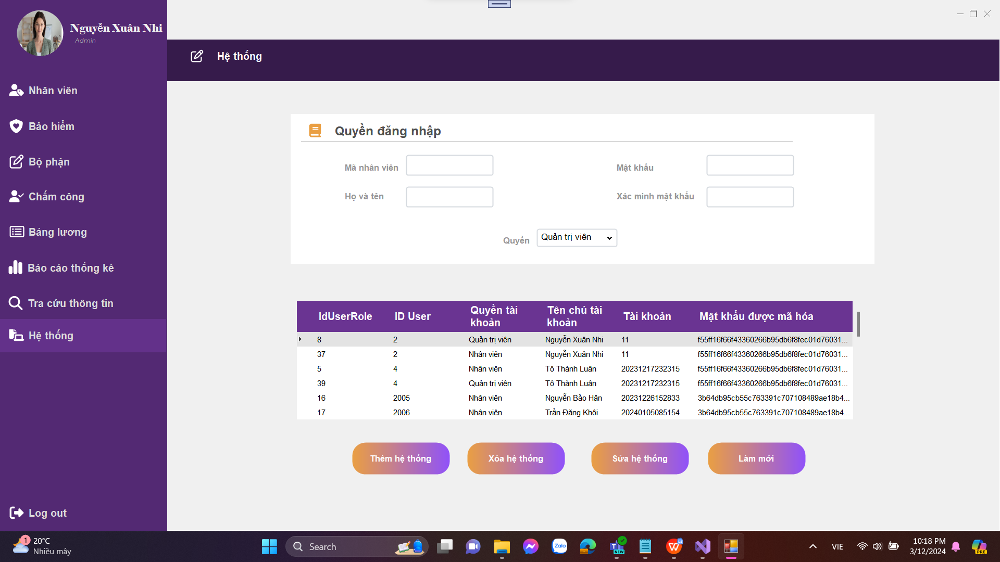 Nguyễn Xuân Nhi
Admin
Nhân viên
Bảo hiểm
Bộ phận
Chấm công
Bảng lương
Báo cáo thống kê
Tra cứu thông tin
Hệ thống
Log out
Hệ thống
Quyền đăng nhập
Mã nhân viên
Mật khẩu
Họ và tên
Xác minh mật khẩu
Quyền
Quản trị viên
IdUserRole ID User Quyền tài khoản Tên chủ tài khoản Tài khoản Mật khẩu được mã hóa
8 2 Quản trị viên Nguyễn Xuân Nhi 11 f55ff16f66f43360266b95db6f8fec01d76031...
37 2 Nhân viên Nguyễn Xuân Nhi 11 f55ff16f66f43360266b95db6f8fec01d76031...
5 4 Nhân viên Tô Thành Luân 20231217232315 f55ff16f66f43360266b95db6f8fec01d76031...
39 4 Quản trị viên Tô Thành Luân 20231217232315 f55ff16f66f43360266b95db6f8fec01d76031...
16 2005 Nhân viên Nguyễn Bảo Hân 20231226152833 3b64db95cb55c763391c707108489ae18b4...
17 2006 Nhân viên Trần Đăng Khôi 20240105085154 3b64db95cb55c763391c707108489ae18b4...
Thêm hệ thống
Xóa hệ thống
Sửa hệ thống
Làm mới
1
20°C
Nhiều mây
Search
Zalo
NEW
VIE
10:18 PM
3/12/2024
PRE